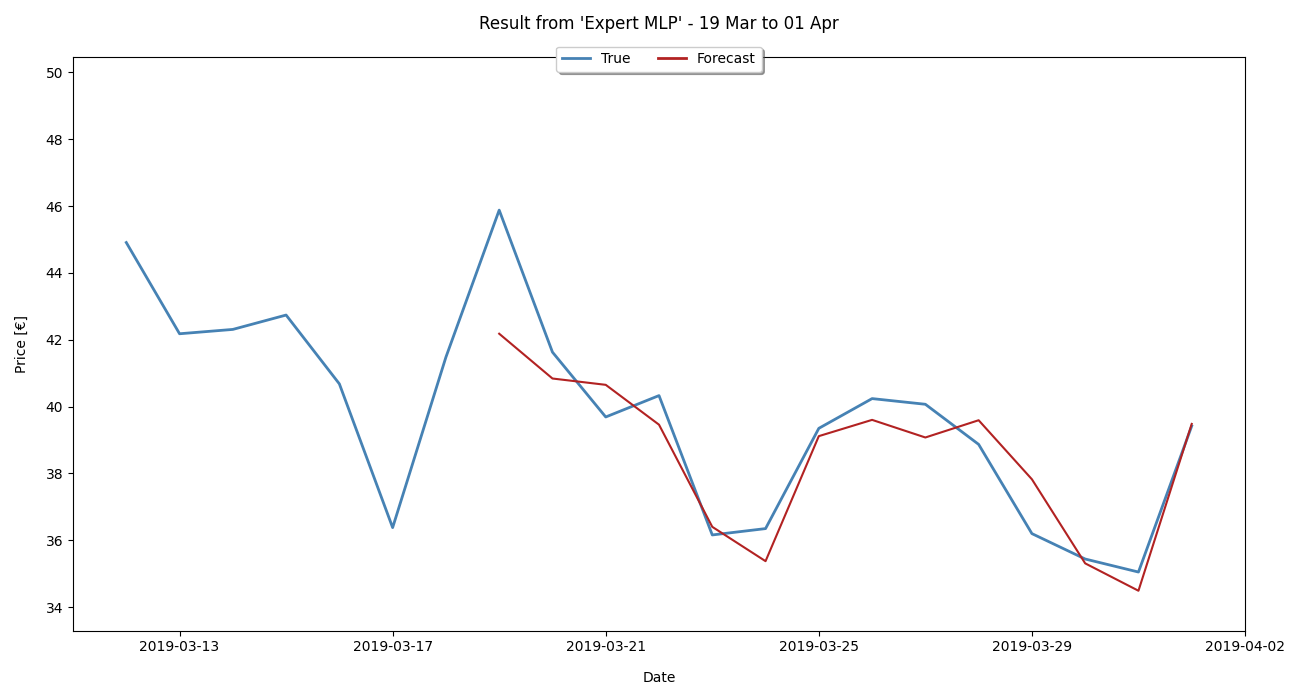 Result from 'Expert MLP' - 19 Mar to 01 Apr
True Forecast
50
48
46
44
42
40
38
36
34
Price [€]
2019-03-13 2019-03-17 2019-03-21 2019-03-25 2019-03-29 2019-04-02
Date